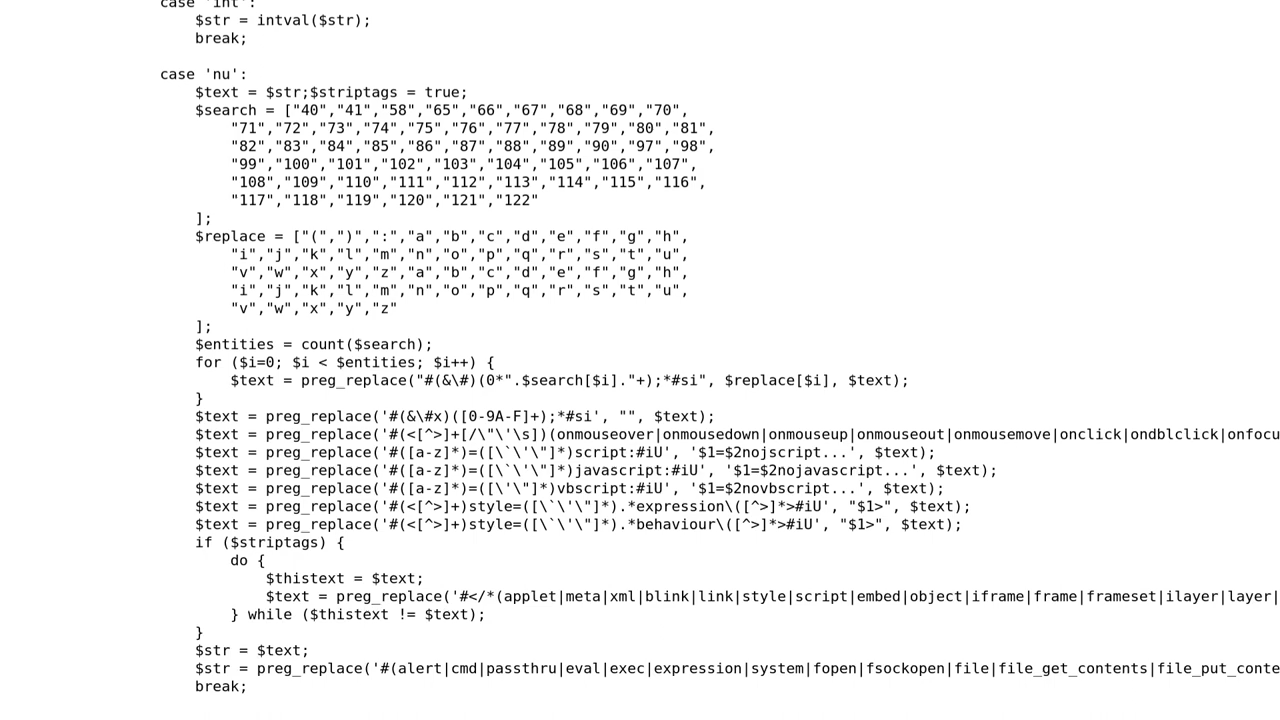 case 'int':
$str = intval($str);
break;
case 'nu':
$text = $str;$striptags = true;
$search = ["40","41","58","65","66","67","68","69","70",
"71","72","73","74","75","76","77","78","79","80","81",
"82","83","84","85","86","87","88","89","90","97","98",
"99","100","101","102","103","104","105","106","107",
"108","109","110","111","112","113","114","115","116",
"117","118","119","120","121","122"
];
$replace = ["(",")",":","a","b","c","d","e","f","g","h",
"i","j","k","l","m","n","o","p","q","r","s","t","u",
"v","w","x","y","z","a","b","c","d","e","f","g","h",
"i","j","k","l","m","n","o","p","q","r","s","t","u",
"v","w","x","y","z"
];
$entities = count($search);
for ($i=0; $i < $entities; $i++) {
$text = preg_replace("#(&\#)(0*".$search[$i]."+);*#si", $replace[$i], $text);
}
$text = preg_replace('#(&\#x)([0-9A-F]+);*#si', "", $text);
$text = preg_replace('#(<[^>]+[/\"\'\s])(onmouseover|onmousedown|onmouseup|onmouseout|onmousemove|onclick|ondblclick|onfocu
$text = preg_replace('#([a-z]*)=([\`\'\"]*)script:#iU', '$1=$2nojscript...', $text);
$text = preg_replace('#([a-z]*)=([\`\'\"]*)javascript:#iU', '$1=$2nojavascript...', $text);
$text = preg_replace('#([a-z]*)=([\'\"]*)vbscript:#iU', '$1=$2novbscript...', $text);
$text = preg_replace('#(<[^>]+)style=([\`\'\"]*).*expression\([^>]*>#iU', "$1>", $text);
$text = preg_replace('#(<[^>]+)style=([\`\'\"]*).*behaviour\([^>]*>#iU', "$1>", $text);
if ($striptags) {
do {
$thistext = $text;
$text = preg_replace('#</*(applet|meta|xml|blink|link|style|script|embed|object|iframe|frame|frameset|ilayer|layer|
} while ($thistext != $text);
}
$str = $text;
$str = preg_replace('#(alert|cmd|passthru|eval|exec|expression|system|fopen|fsockopen|file|file_get_contents|file_put_conte
break;